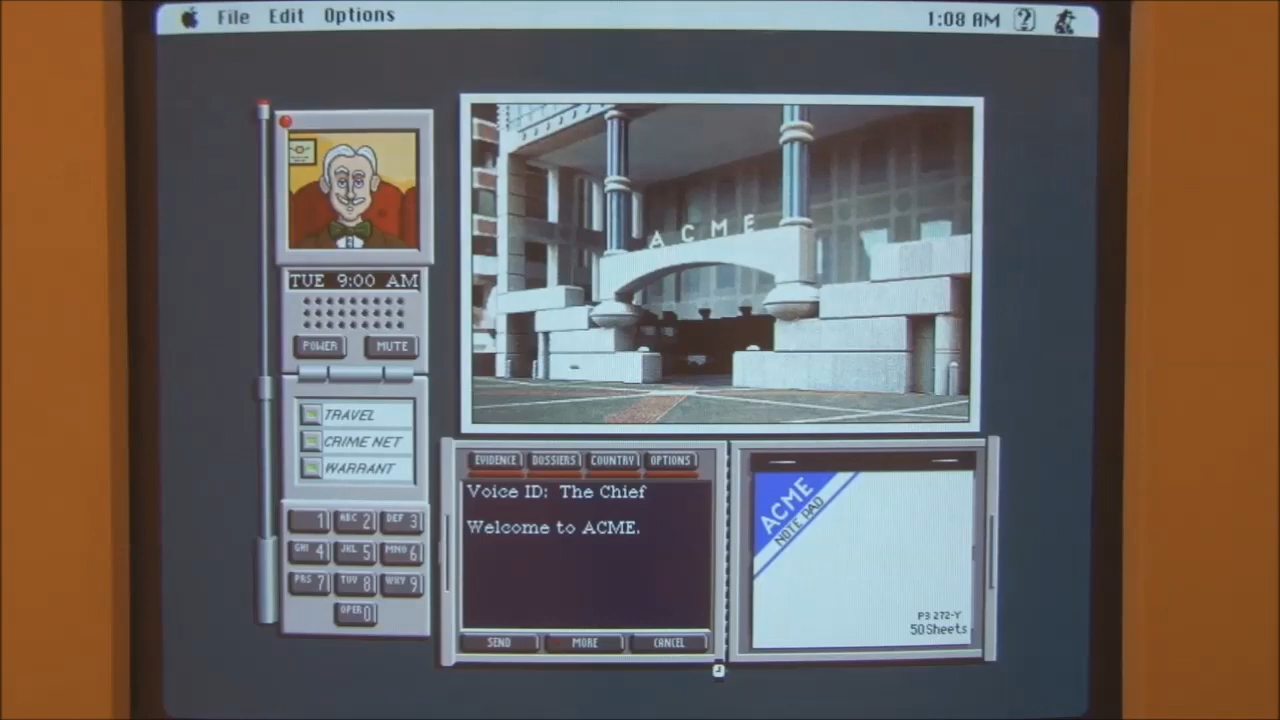 File Edit Options
1:08 AM
ACME
TUE 9:00 AM
POWER MUTE
TRAVEL
CRIME NET
WARRANT
1 ABC 2 DEF 3
GHI 4 JKL 5 MNO 6
PRS 7 TUV 8 WXY 9
OPER 0
EVIDENCE DOSSIERS COUNTRY OPTIONS
Voice ID: The Chief
Welcome to ACME.
SEND MORE CANCEL
ACME
NOTE PAD
P3 272-Y
50 Sheets